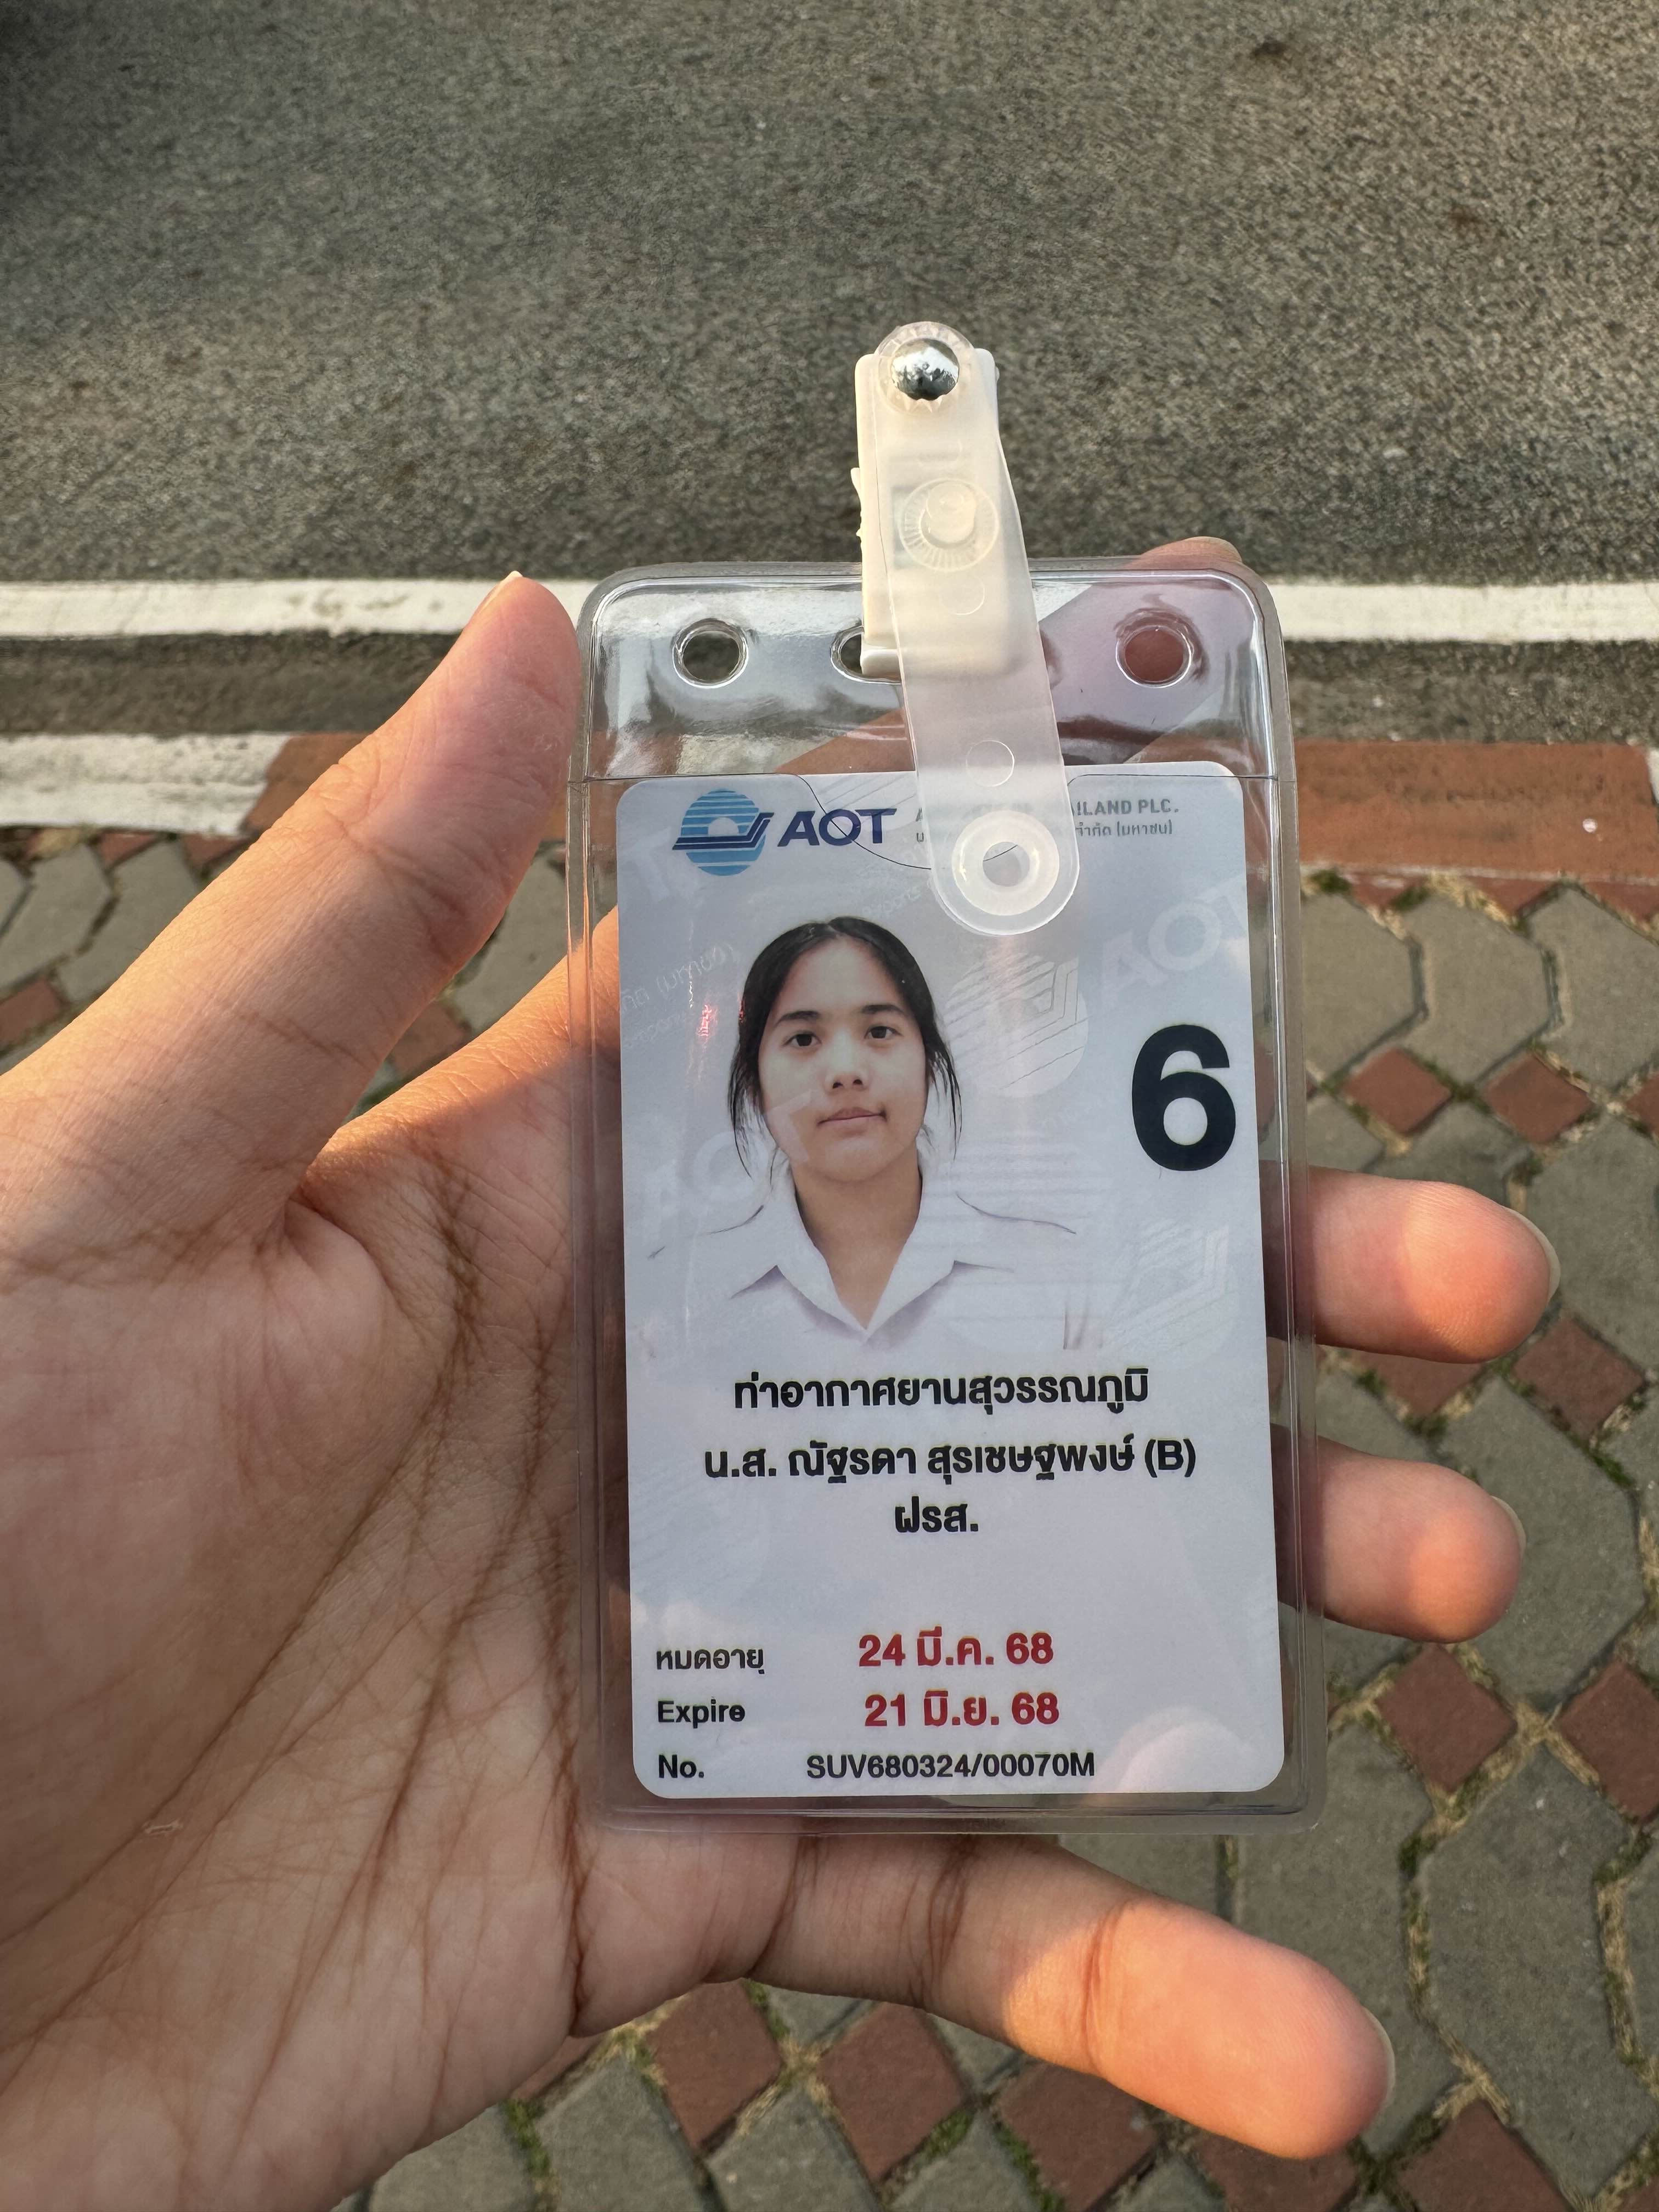 AOT
ILAND PLC.
จำกัด (มหาชน)
6
ท่าอากาศยานสุวรรณภูมิ
น.ส. ณัฐรดา สุรเชษฐพงษ์ (B)
ฝรส.
หมดอายุ 24 มี.ค. 68
Expire 21 มิ.ย. 68
No. SUV680324/00070M